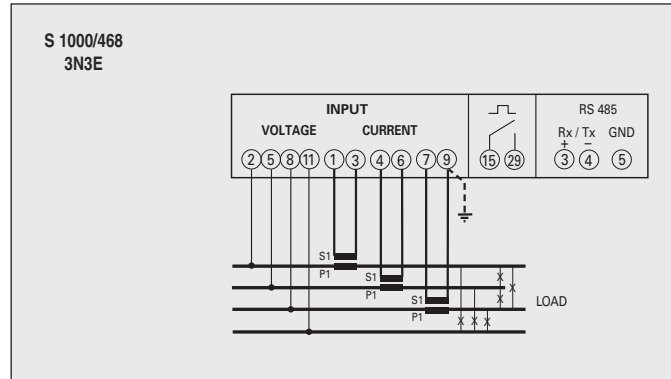 S 1000/468
3N3E
INPUT
RS 485
VOLTAGE CURRENT
Rx / Tx GND
+ −
2 5 8 11 1 3 4 6 7 9 15 29 3 4 5
S1
P1
S1
P1
S1
P1
LOAD